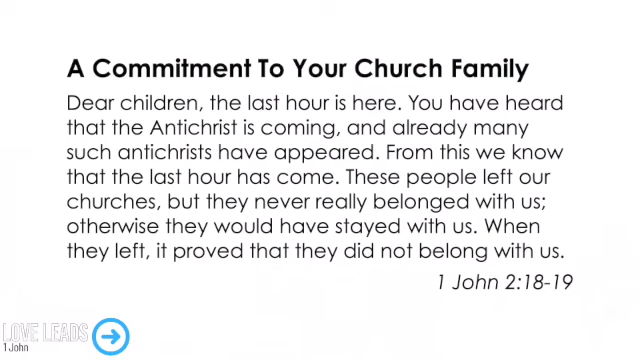 A Commitment To Your Church Family
Dear children, the last hour is here. You have heard
that the Antichrist is coming, and already many
such antichrists have appeared. From this we know
that the last hour has come. These people left our
churches, but they never really belonged with us;
otherwise they would have stayed with us. When
they left, it proved that they did not belong with us.
1 John 2:18-19
LOVE LEADS
1 John